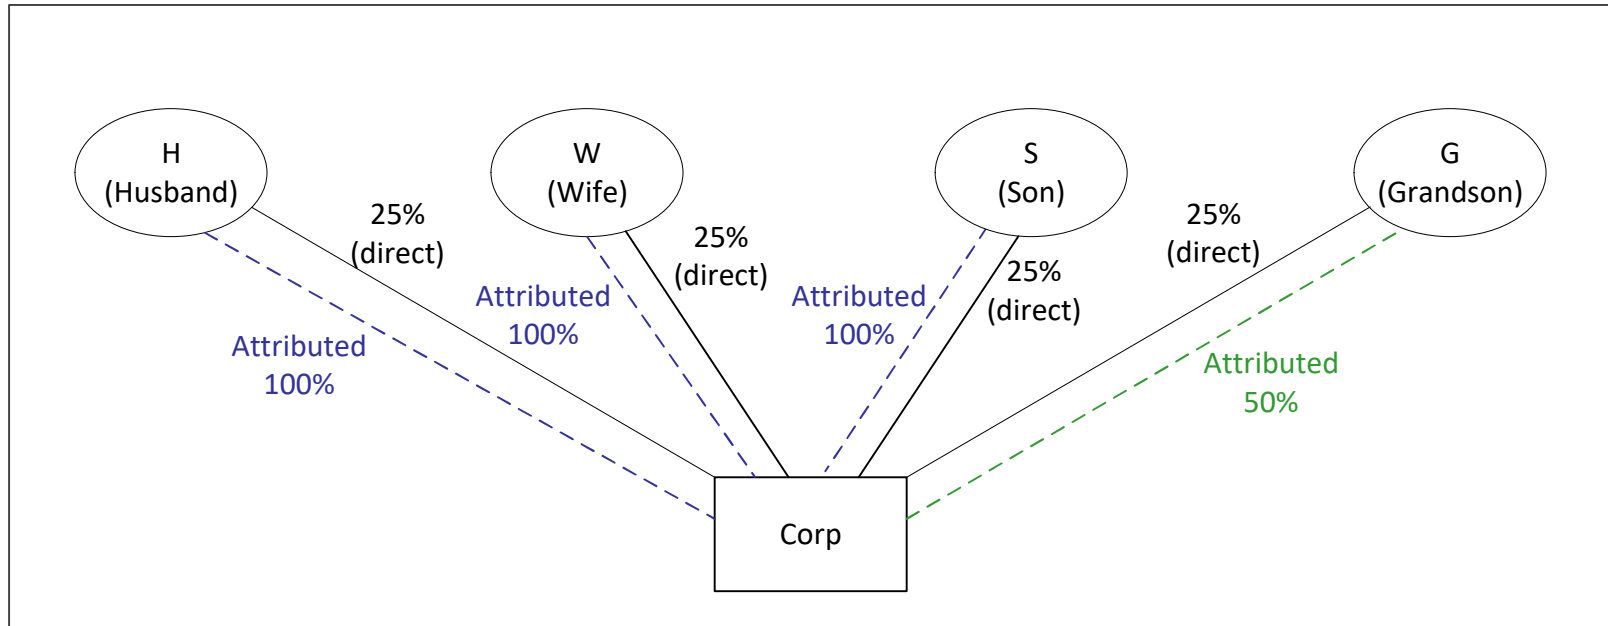 H
(Husband)
W
(Wife)
S
(Son)
G
(Grandson)
25%
(direct)
25%
(direct)
25%
(direct)
25%
(direct)
Attributed
100%
Attributed
100%
Attributed
100%
Attributed
50%
Corp